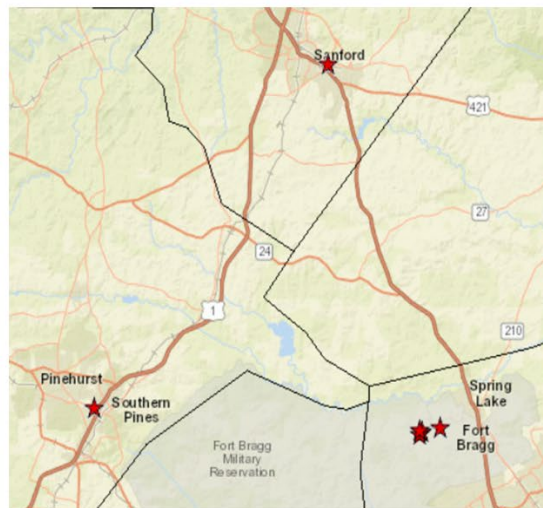 Sanford
421
27
24
1
210
Pinehurst
Southern
Pines
Spring
Lake
Fort
Bragg
Fort Bragg
Military
Reservation